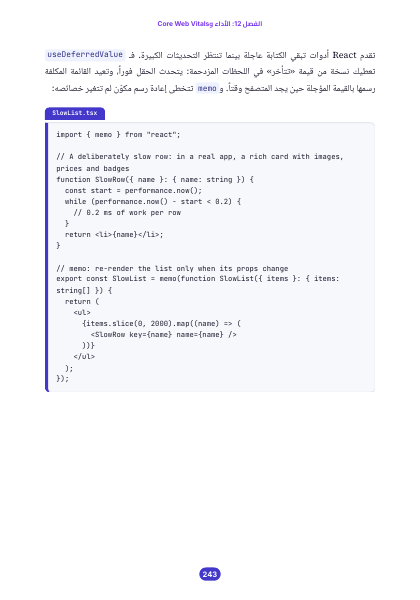 الفصل 12: الأداء وCore Web Vitals
تقدم React أدوات تبقي الكتابة عاجلة بينما تنتظر التحديثات الكبيرة. فـ useDeferredValue
تعطيك نسخة من قيمة «تتأخر» في اللحظات المزدحمة: يتحدث الحقل فوراً، وتعيد القائمة المكلفة
رسمها بالقيمة المؤجلة حين يجد المتصفح وقتاً. و memo تتخطى إعادة رسم مكوّن لم تتغير خصائصه:
SlowList.tsx
import { memo } from "react";
// A deliberately slow row: in a real app, a rich card with images,
prices and badges
function SlowRow({ name }: { name: string }) {
  const start = performance.now();
  while (performance.now() - start < 0.2) {
    // 0.2 ms of work per row
  }
  return <li>{name}</li>;
}
// memo: re-render the list only when its props change
export const SlowList = memo(function SlowList({ items }: { items:
string[] }) {
  return (
    <ul>
      {items.slice(0, 2000).map((name) => (
        <SlowRow key={name} name={name} />
      ))}
    </ul>
  );
});
243